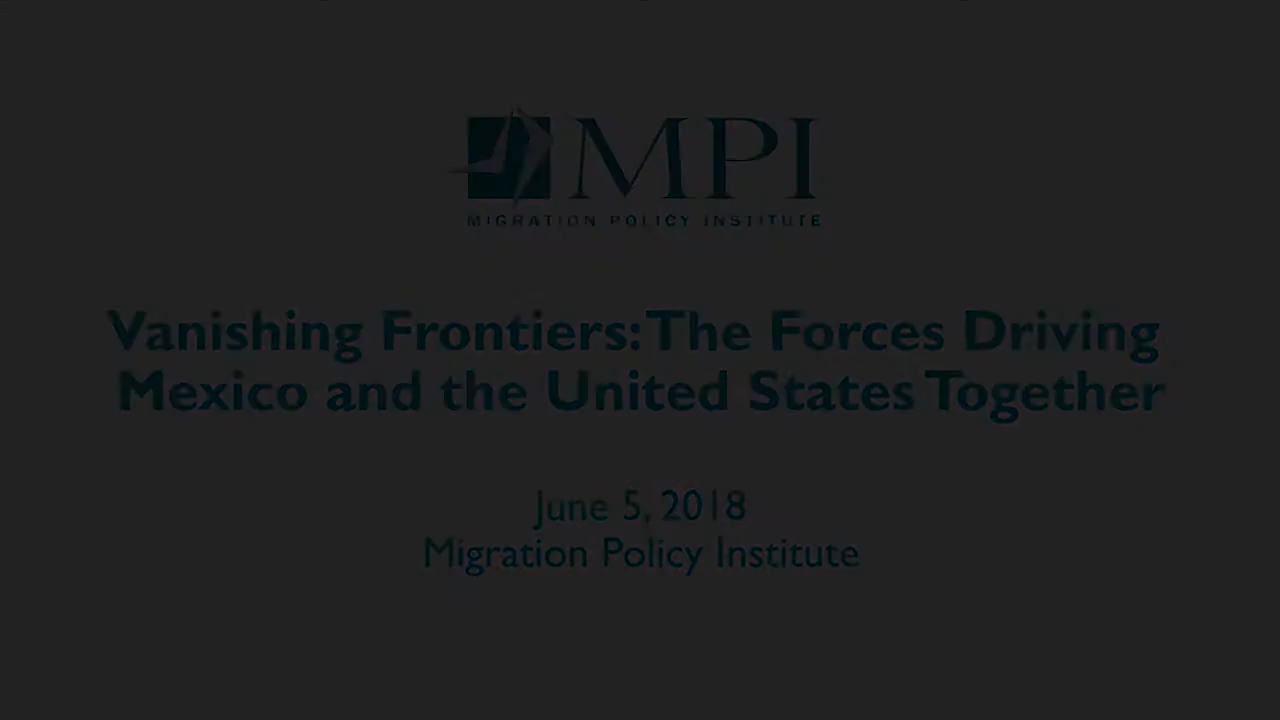 MPI
MIGRATION POLICY INSTITUTE
Vanishing Frontiers: The Forces Driving
Mexico and the United States Together
June 5, 2018
Migration Policy Institute